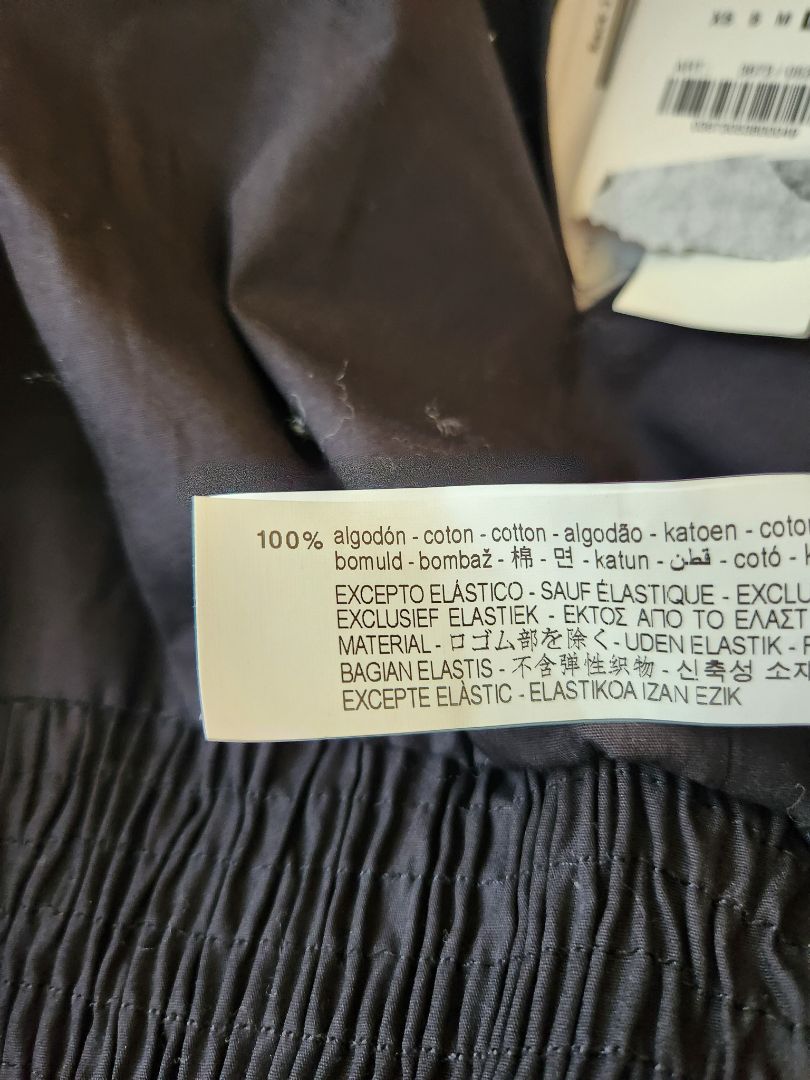 XS S M
100% algodón - coton - cotton - algodão - katoen - coto
bomuld - bombaž - 棉 - 면 - katun - قطن - cotó -
EXCEPTO ELÁSTICO - SAUF ÉLASTIQUE - EXCLU
EXCLUSIEF ELASTIEK - ΕΚΤΟΣ ΑΠΟ ΤΟ ΕΛΑΣΤ
MATERIAL - ロゴム部を除く - UDEN ELASTIK -
BAGIAN ELASTIS - 不含弹性织物 - 신축성 소재
EXCEPTE ELÀSTIC - ELASTIKOA IZAN EZIK